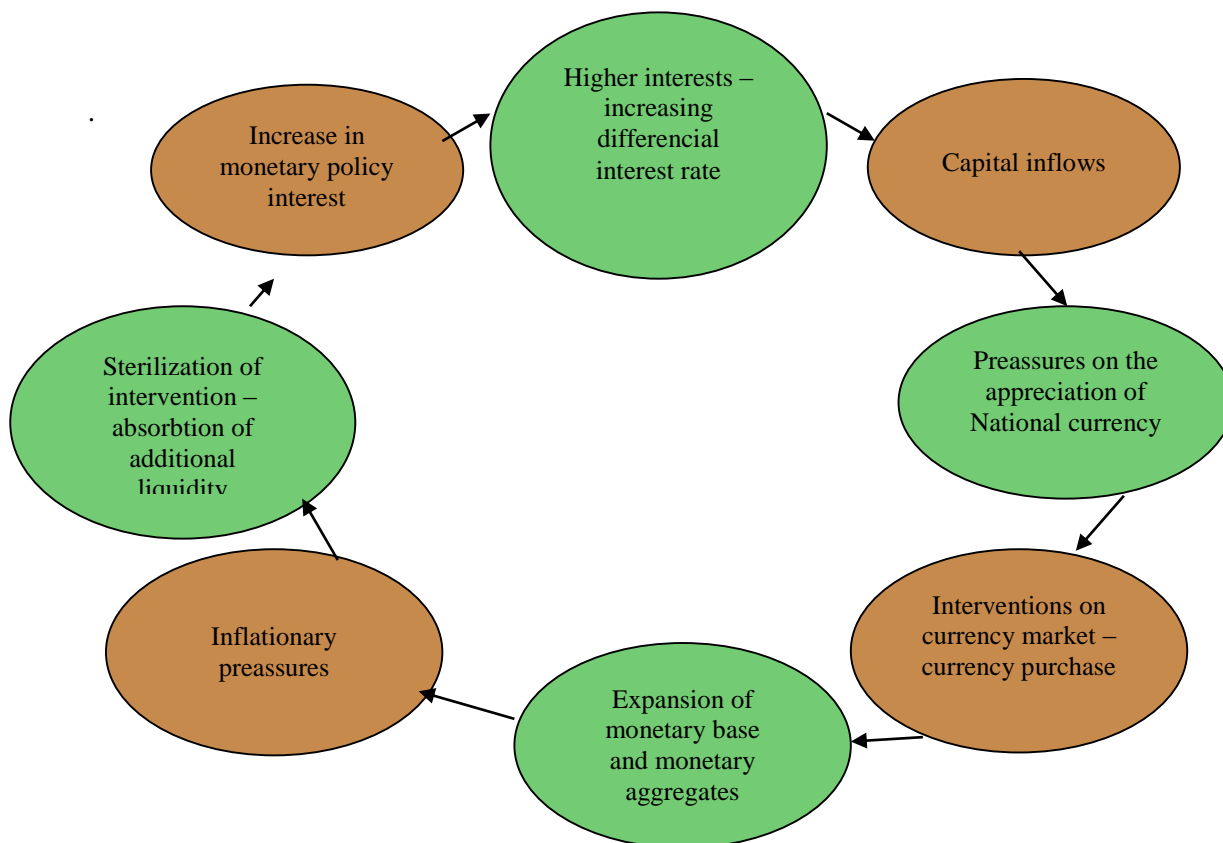 Increase in
monetary policy
interest
Higher interests –
increasing
differencial
interest rate
Capital inflows
Preassures on the
appreciation of
National currency
Interventions on
currency market –
currency purchase
Expansion of
monetary base
and monetary
aggregates
Inflationary
preassures
Sterilization of
intervention –
absorbtion of
additional
liquidity
.